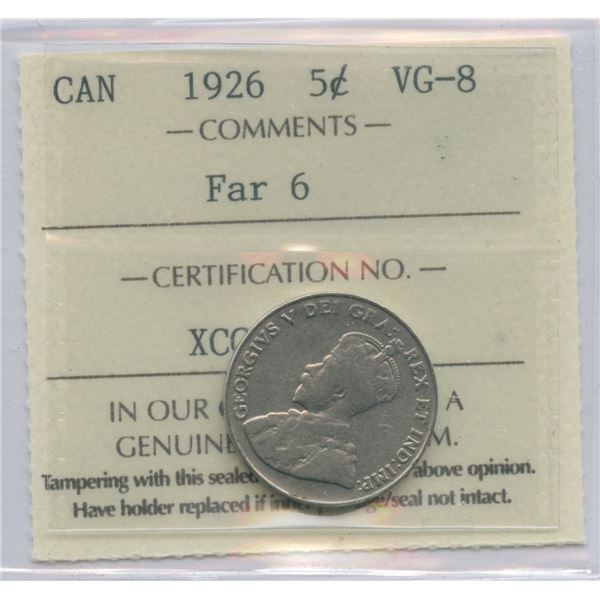 CAN 1926 5¢ VG-8
— COMMENTS —
Far 6
— CERTIFICATION NO. —
IN OUR A
GENUINE
Tampering with this sealed above opinion.
Have holder replaced if seal not intact.
GEORGIVS V DEI GRA: REX ET IND: IMP: